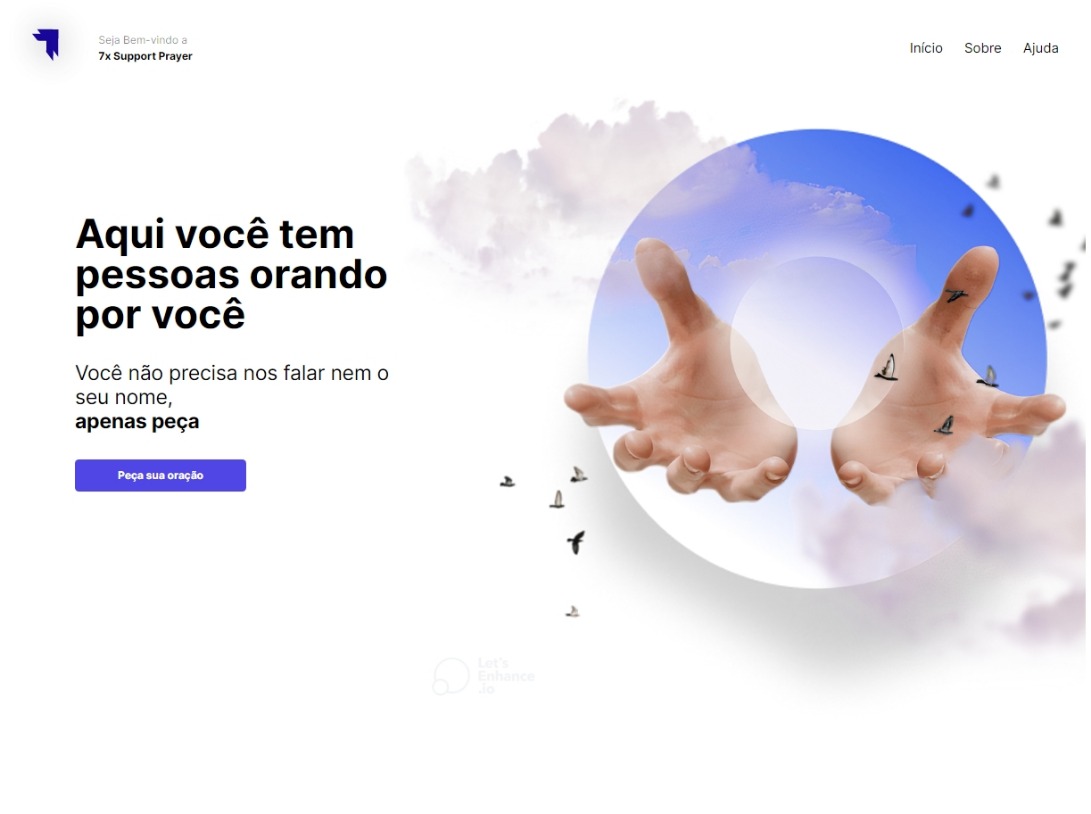 Seja Bem-vindo a
7x Support Prayer
Início Sobre Ajuda
Aqui você tem
pessoas orando
por você
Você não precisa nos falar nem o
seu nome,
apenas peça
Peça sua oração
Let's
Enhance
.io